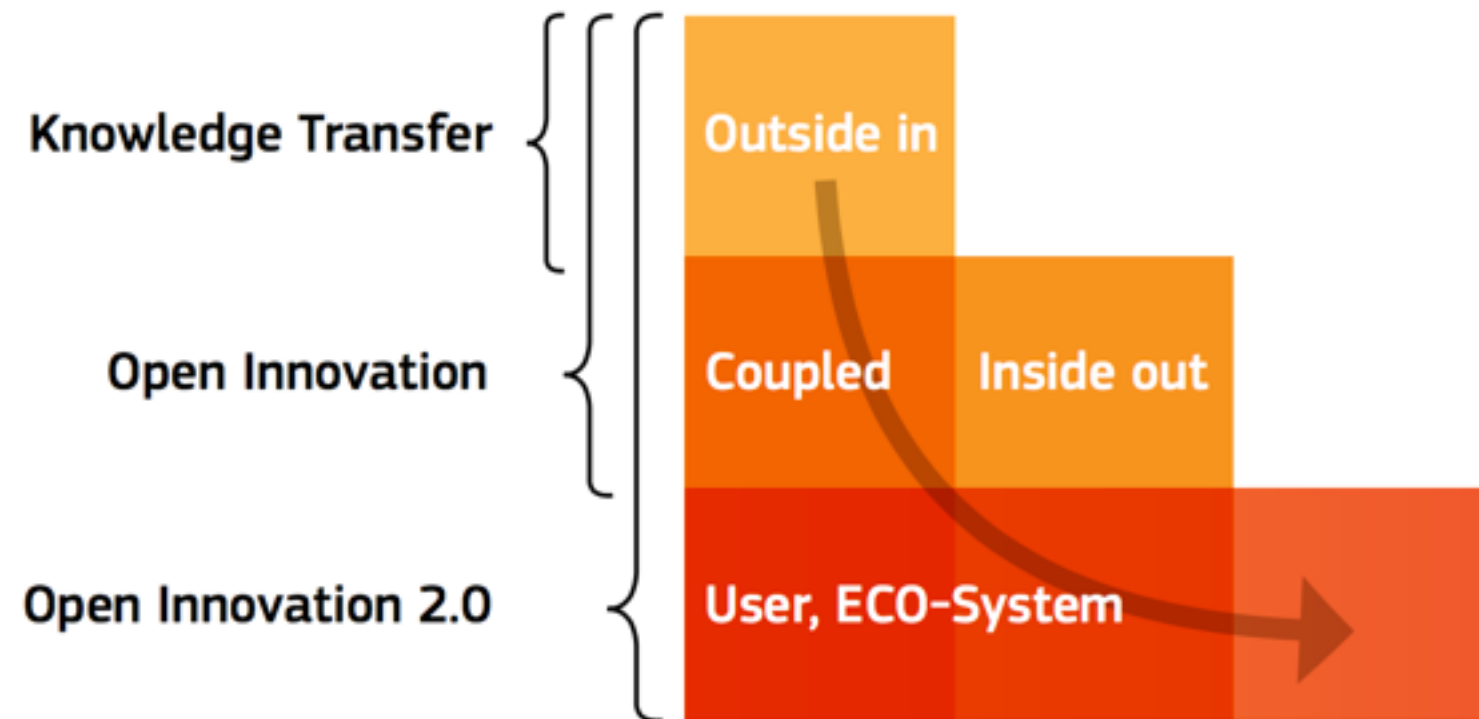 Knowledge Transfer
Outside in
Open Innovation
Coupled
Inside out
Open Innovation 2.0
User, ECO-System